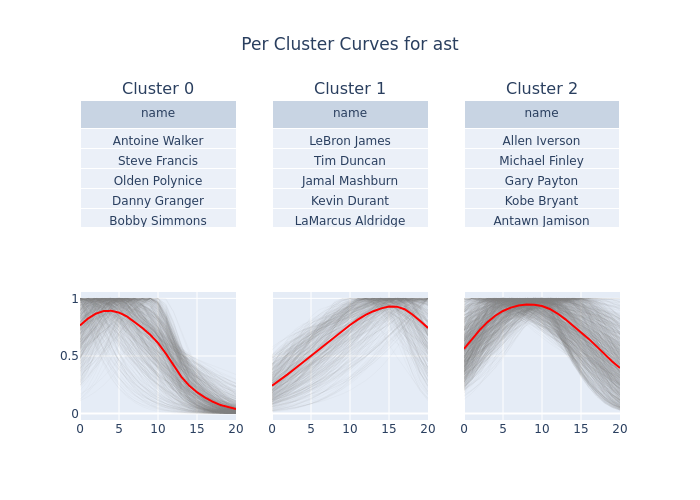 Per Cluster Curves for ast
Cluster 0
Cluster 1
Cluster 2
name
name
name
Antoine Walker
LeBron James
Allen Iverson
Steve Francis
Tim Duncan
Michael Finley
Olden Polynice
Jamal Mashburn
Gary Payton
Danny Granger
Kevin Durant
Kobe Bryant
Bobby Simmons
LaMarcus Aldridge
Antawn Jamison
1
0.5
0
0 5 10 15 20
0 5 10 15 20
0 5 10 15 20